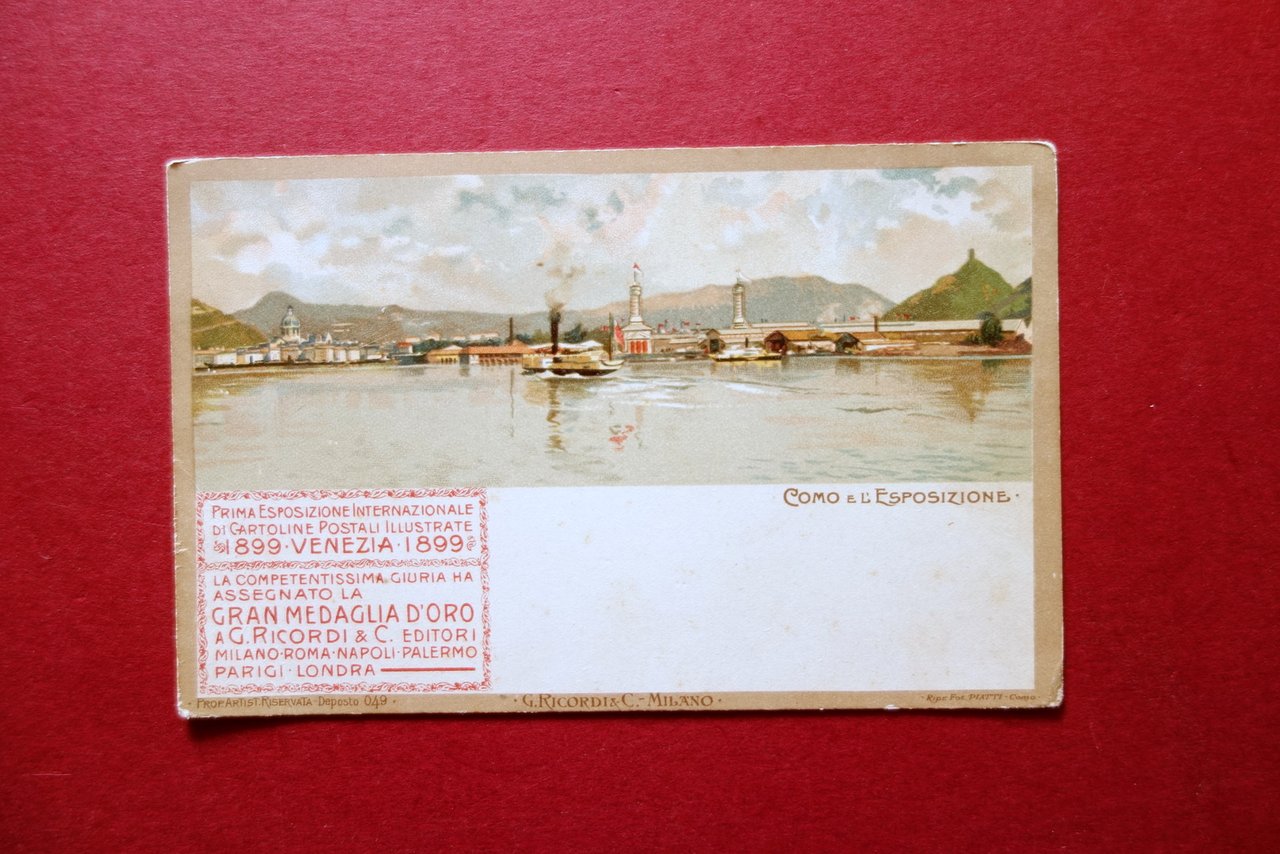 COMO E L'ESPOSIZIONE ·
PRIMA ESPOSIZIONE INTERNAZIONALE
DI CARTOLINE POSTALI ILLUSTRATE
1899 · VENEZIA · 1899
LA COMPETENTISSIMA GIURIA HA
ASSEGNATO LA
GRAN MEDAGLIA D'ORO
A G. RICORDI & C. EDITORI
MILANO · ROMA · NAPOLI · PALERMO
PARIGI · LONDRA
PROP. ARTIST. RISERVATA Deposto 049 ·
· G. RICORDI & C. - MILANO ·
Ripr. Fot. PIATTI - Como